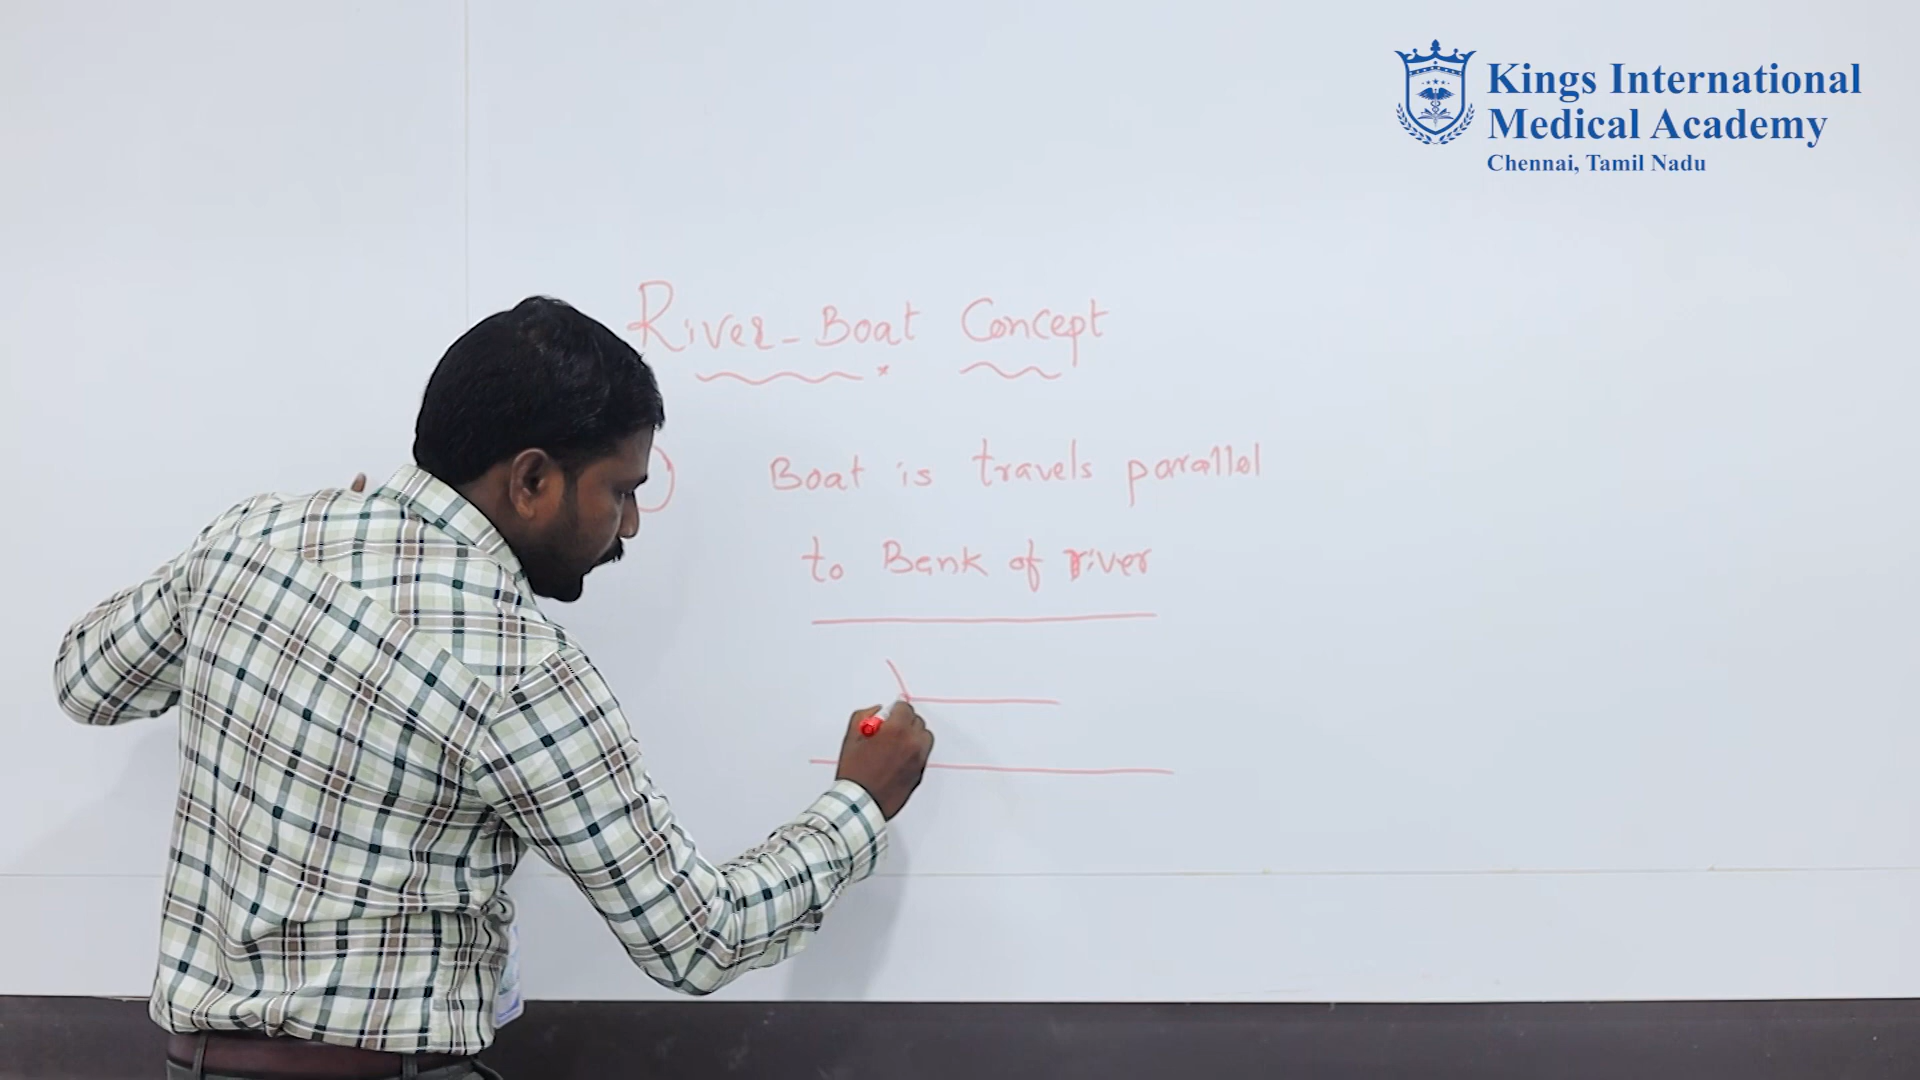 Kings International
Medical Academy
Chennai, Tamil Nadu
River-Boat Concept
Boat is travels parallel
to Bank of river